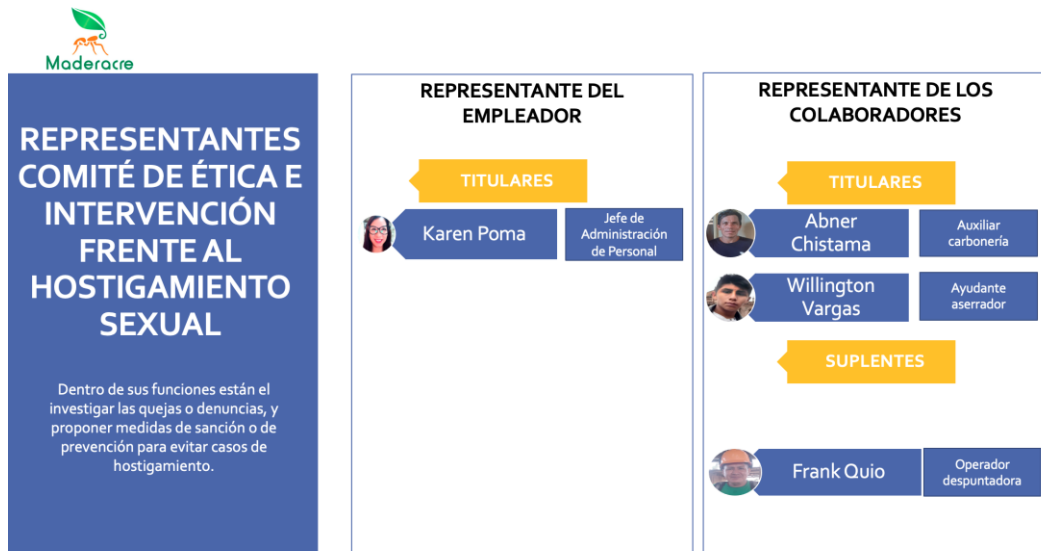 Maderacre
REPRESENTANTES
COMITÉ DE ÉTICA E
INTERVENCIÓN
FRENTE AL
HOSTIGAMIENTO
SEXUAL
Dentro de sus funciones están el
investigar las quejas o denuncias, y
proponer medidas de sanción o de
prevención para evitar casos de
hostigamiento.
REPRESENTANTE DEL
EMPLEADOR
TITULARES
Karen Poma
Jefe de
Administración
de Personal
REPRESENTANTE DE LOS
COLABORADORES
TITULARES
Abner
Chistama
Auxiliar
carbonería
Willington
Vargas
Ayudante
aserrador
SUPLENTES
Frank Quio
Operador
despuntadora